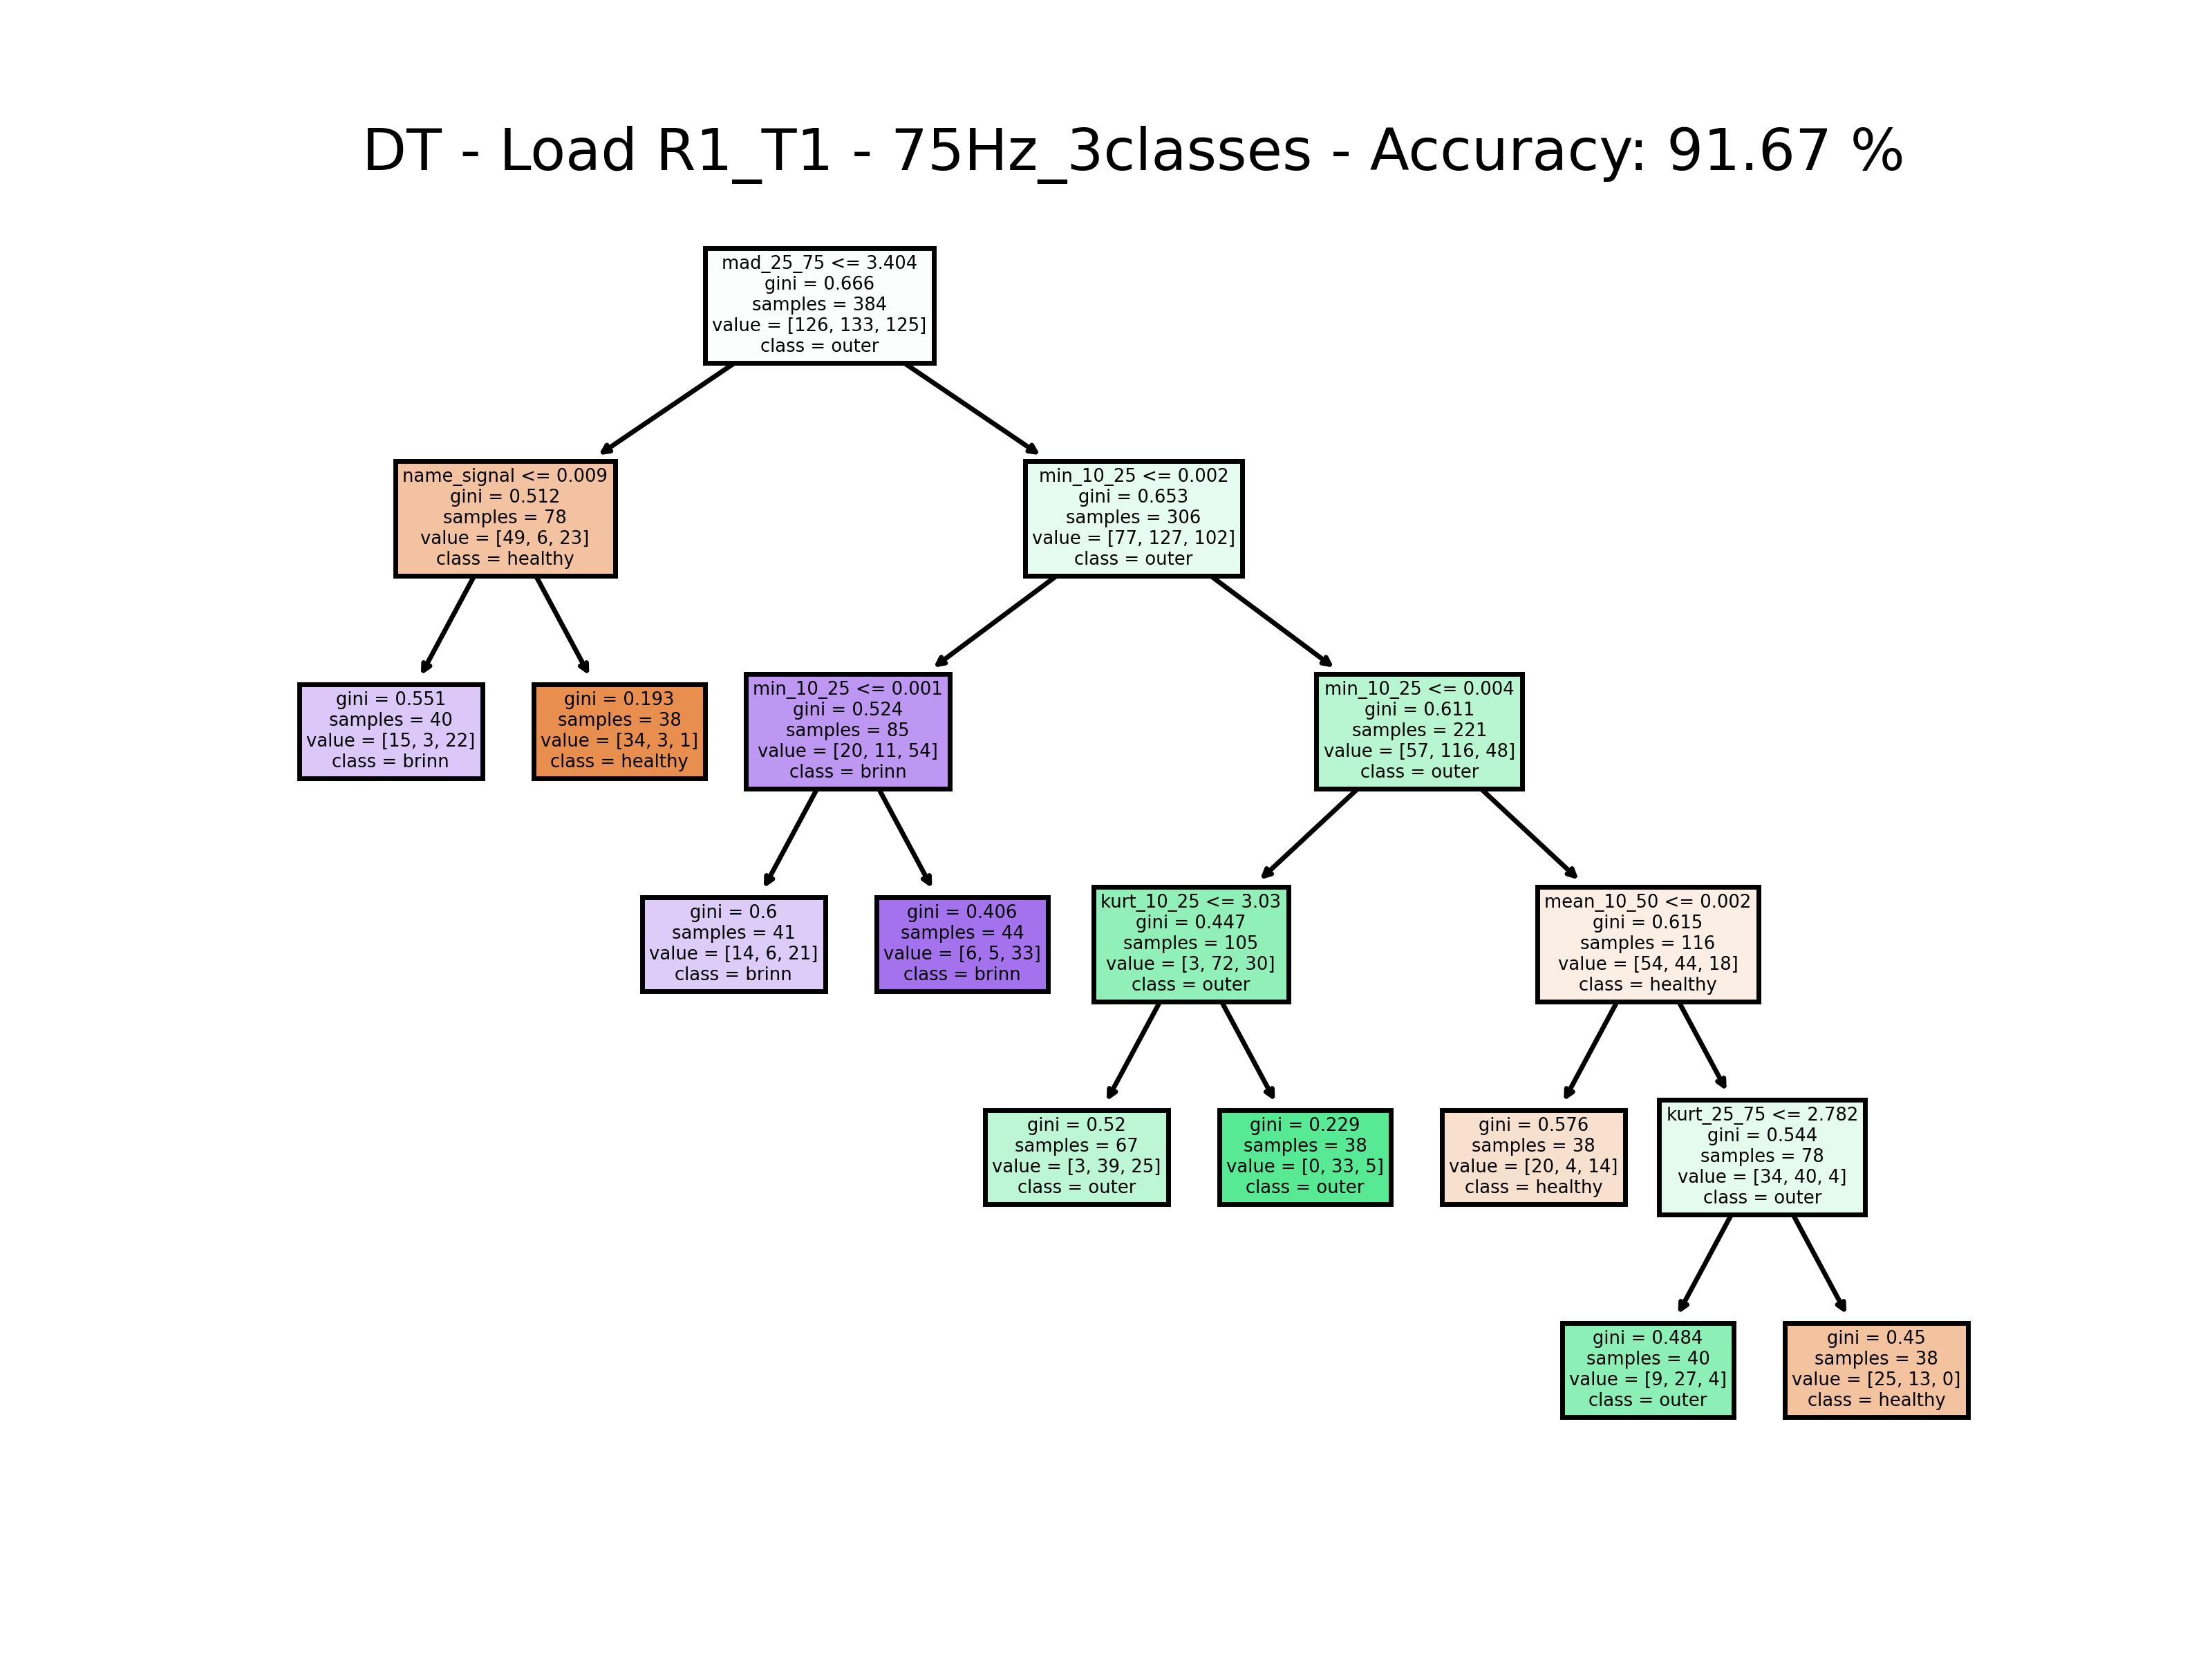 DT - Load R1_T1 - 75Hz_3classes - Accuracy: 91.67 %
mad_25_75 <= 3.404
gini = 0.666
samples = 384
value = [126, 133, 125]
class = outer
name_signal <= 0.009
gini = 0.512
samples = 78
value = [49, 6, 23]
class = healthy
min_10_25 <= 0.002
gini = 0.653
samples = 306
value = [77, 127, 102]
class = outer
gini = 0.551
samples = 40
value = [15, 3, 22]
class = brinn
gini = 0.193
samples = 38
value = [34, 3, 1]
class = healthy
min_10_25 <= 0.001
gini = 0.524
samples = 85
value = [20, 11, 54]
class = brinn
min_10_25 <= 0.004
gini = 0.611
samples = 221
value = [57, 116, 48]
class = outer
gini = 0.6
samples = 41
value = [14, 6, 21]
class = brinn
gini = 0.406
samples = 44
value = [6, 5, 33]
class = brinn
kurt_10_25 <= 3.03
gini = 0.447
samples = 105
value = [3, 72, 30]
class = outer
mean_10_50 <= 0.002
gini = 0.615
samples = 116
value = [54, 44, 18]
class = healthy
gini = 0.52
samples = 67
value = [3, 39, 25]
class = outer
gini = 0.229
samples = 38
value = [0, 33, 5]
class = outer
gini = 0.576
samples = 38
value = [20, 4, 14]
class = healthy
kurt_25_75 <= 2.782
gini = 0.544
samples = 78
value = [34, 40, 4]
class = outer
gini = 0.484
samples = 40
value = [9, 27, 4]
class = outer
gini = 0.45
samples = 38
value = [25, 13, 0]
class = healthy